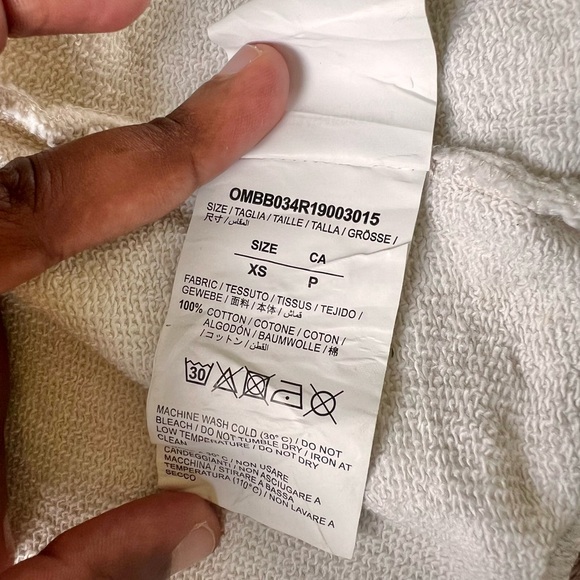 OMBB034R19003015
SIZE / TAGLIA / TAILLE / TALLA / GRÖSSE /
尺寸 / المقاس
SIZE CA
XS P
FABRIC / TESSUTO / TISSUS / TEJIDO /
GEWEBE / 面料 / 本体 / قماش
100% COTTON / COTONE / COTON /
ALGODÓN / BAUMWOLLE / 棉
/ コットン / القطن
30
MACHINE WASH COLD (30° C) / DO NOT
BLEACH / DO NOT TUMBLE DRY / IRON AT
LOW TEMPERATURE / DO NOT DRY
CLEAN
30° C / NON USARE
CANDEGGIANTI / NON ASCIUGARE A
MACCHINA / STIRARE A BASSA
TEMPERATURA (110°C) / NON LAVARE A
SECCO